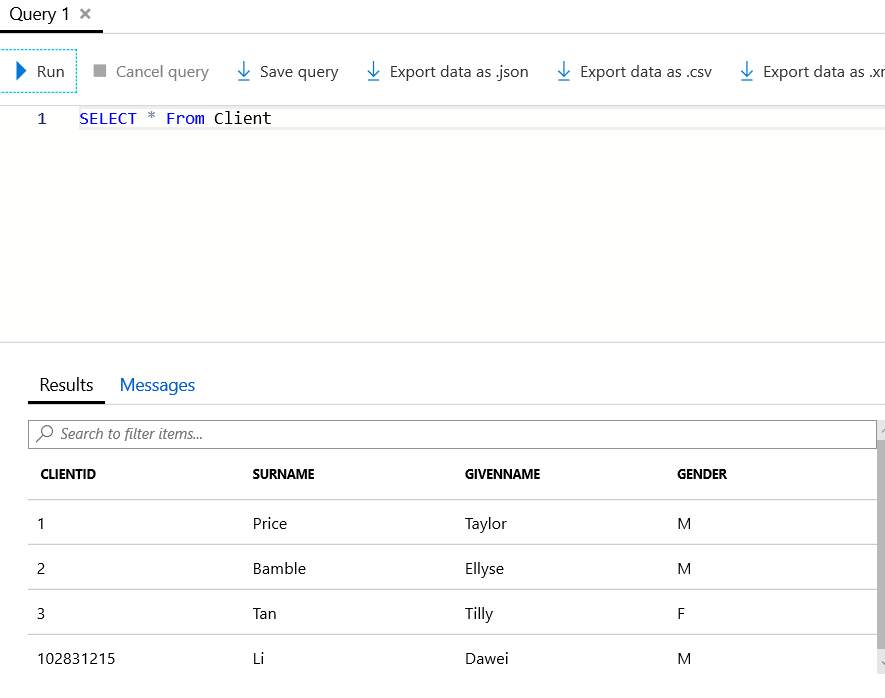 Query 1
Run Cancel query Save query Export data as .json Export data as .csv Export data as
1 SELECT * From Client
Results Messages
Search to filter items...
CLIENTID SURNAME GIVENNAME GENDER
1 Price Taylor M
2 Bamble Ellyse M
3 Tan Tilly F
102831215 Li Dawei M